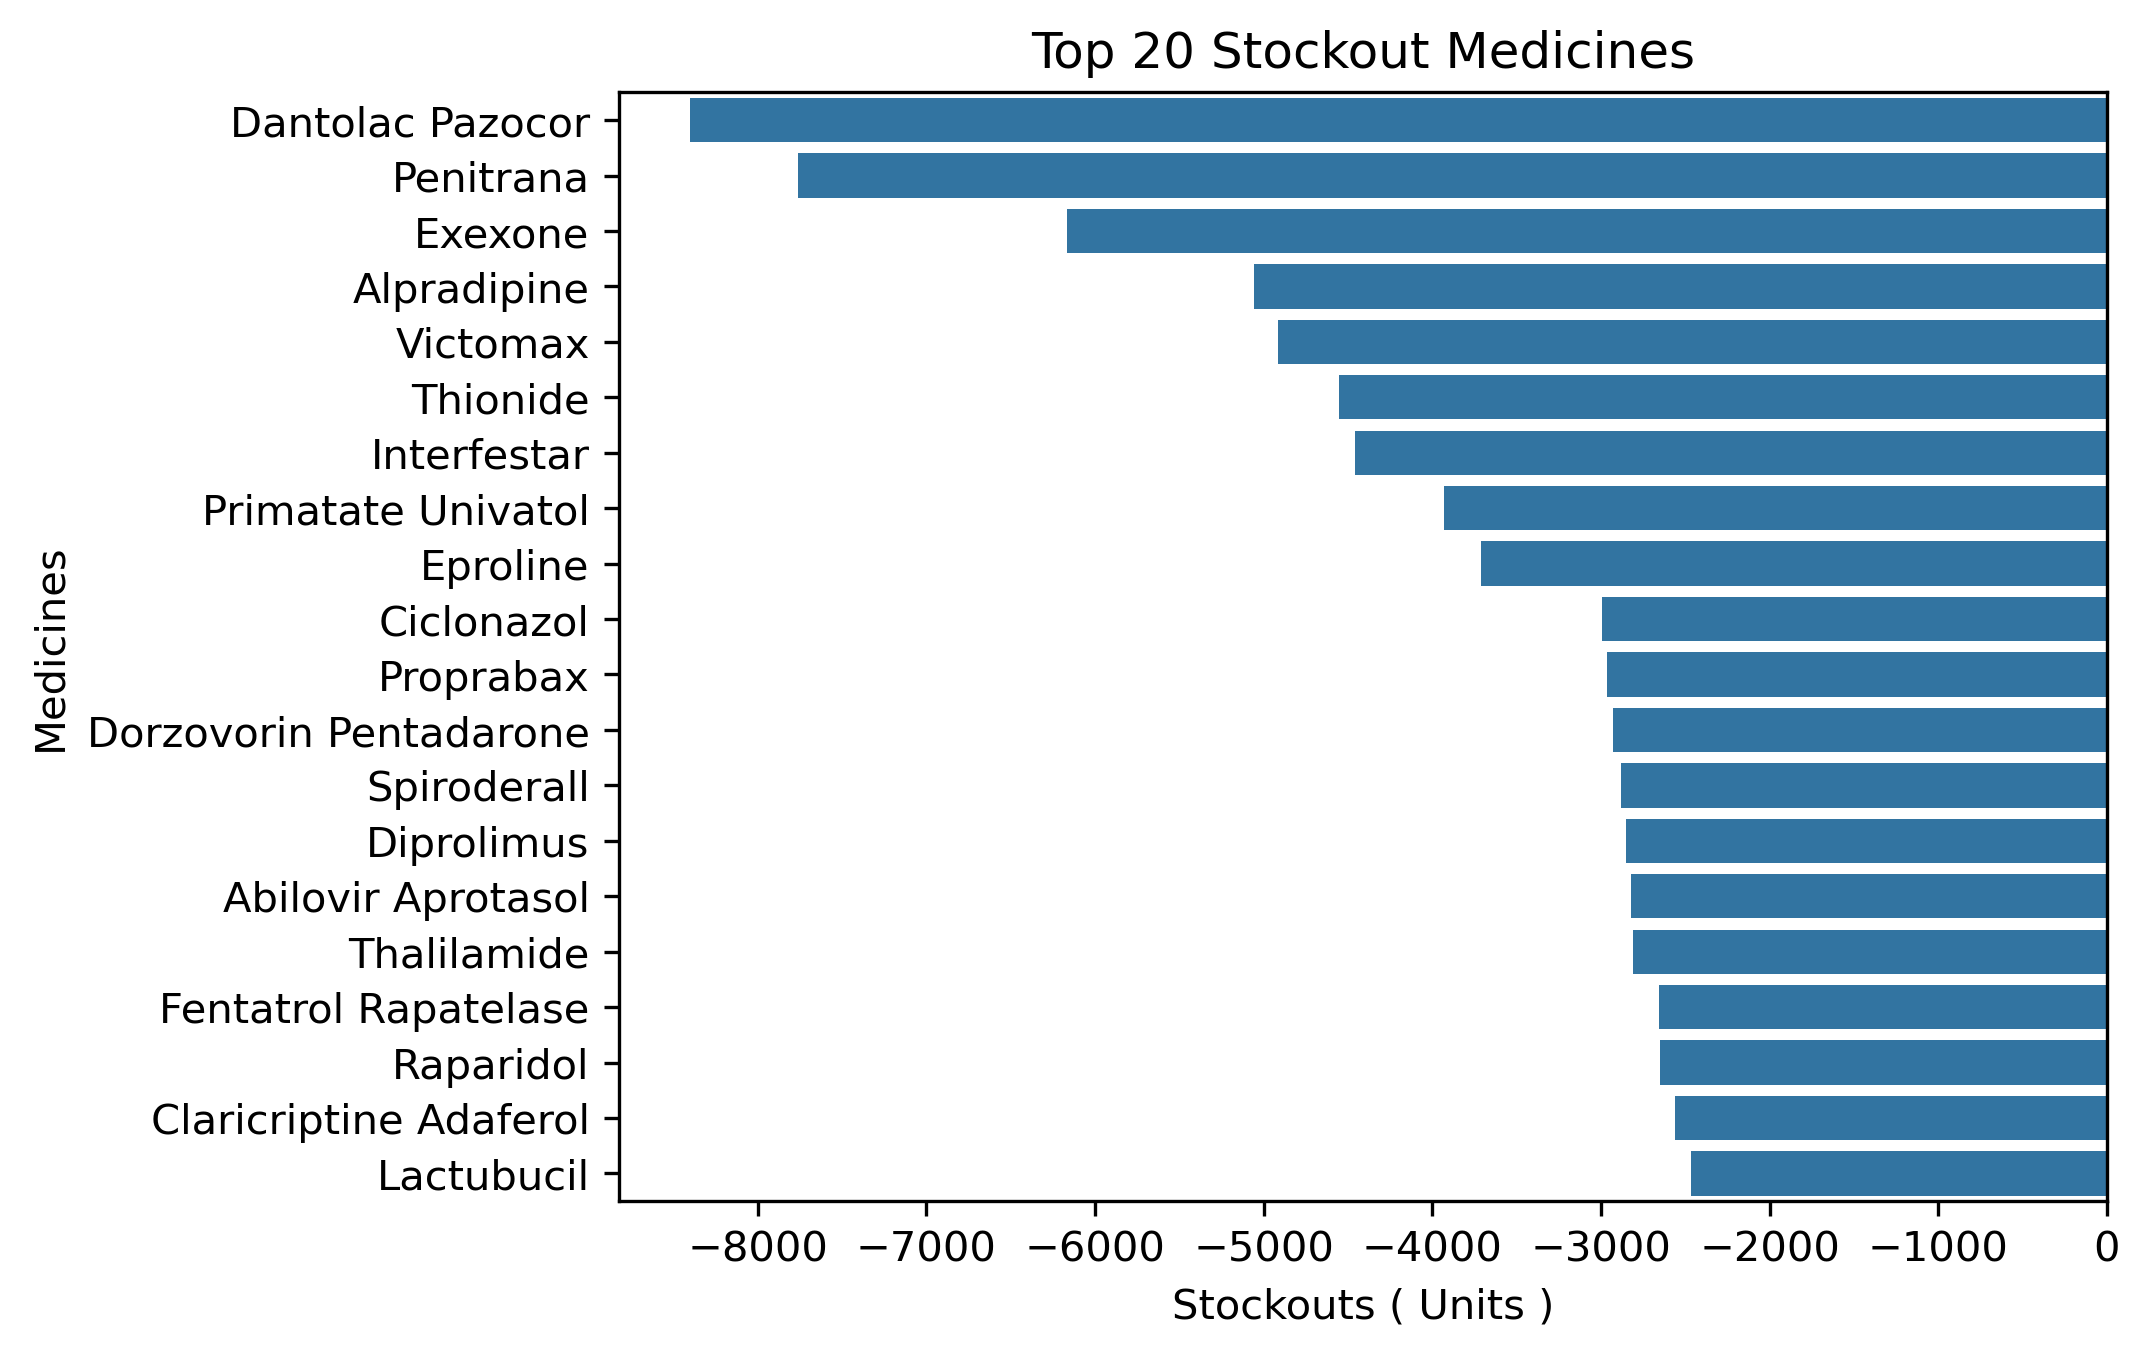 Top 20 Stockout Medicines
Dantolac Pazocor
Penitrana
Exexone
Alpradipine
Victomax
Thionide
Interfestar
Primatate Univatol
Eproline
Ciclonazol
Proprabax
Dorzovorin Pentadarone
Spiroderall
Diprolimus
Abilovir Aprotasol
Thalilamide
Fentatrol Rapatelase
Raparidol
Claricriptine Adaferol
Lactubucil
Medicines
−8000 −7000 −6000 −5000 −4000 −3000 −2000 −1000 0
Stockouts ( Units )